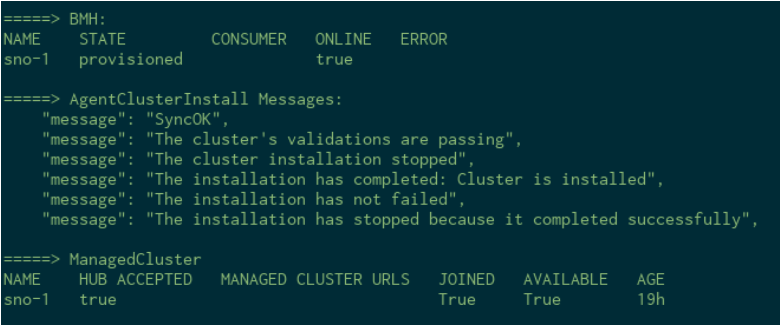 =====> BMH:
NAME    STATE         CONSUMER   ONLINE   ERROR
sno-1   provisioned              true
=====> AgentClusterInstall Messages:
    "message": "SyncOK",
    "message": "The cluster's validations are passing",
    "message": "The cluster installation stopped",
    "message": "The installation has completed: Cluster is installed",
    "message": "The installation has not failed",
    "message": "The installation has stopped because it completed successfully",
=====> ManagedCluster
NAME    HUB ACCEPTED   MANAGED CLUSTER URLS   JOINED   AVAILABLE   AGE
sno-1   true                                  True     True        19h